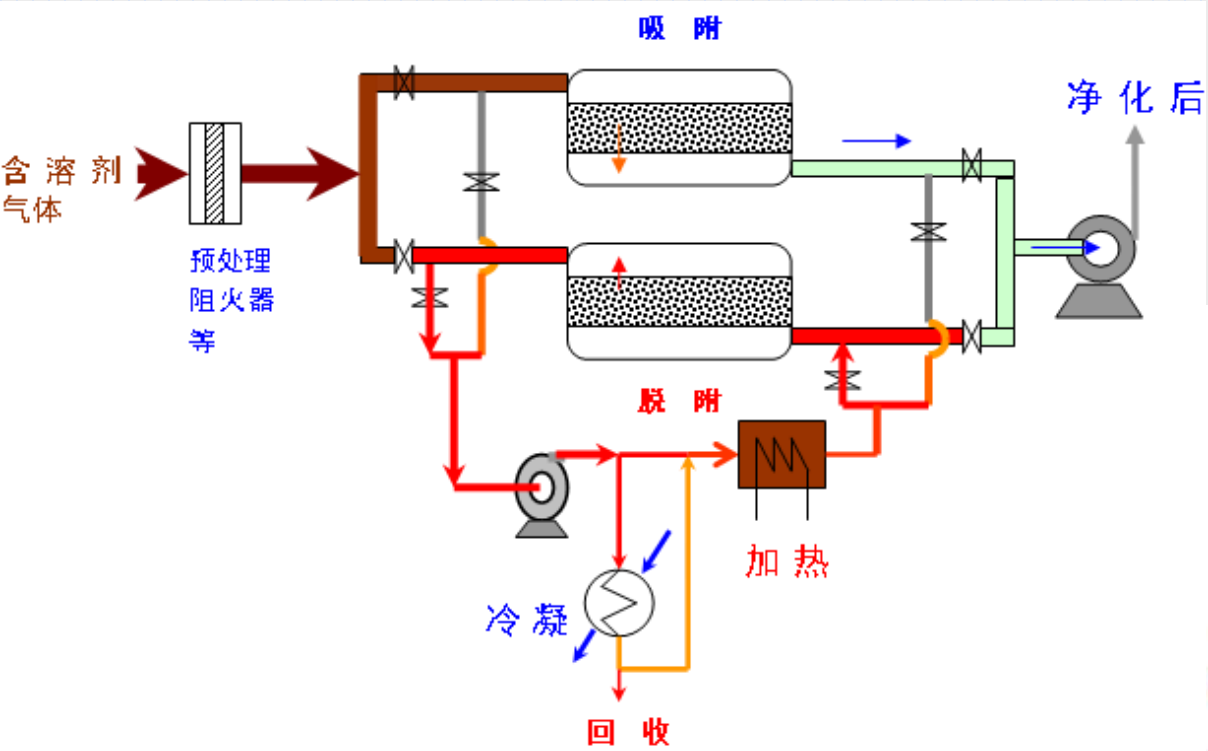 吸 附
净 化 后
含 溶 剂
气体
预处理
阻火器
等
脱 附
加 热
冷 凝
回 收